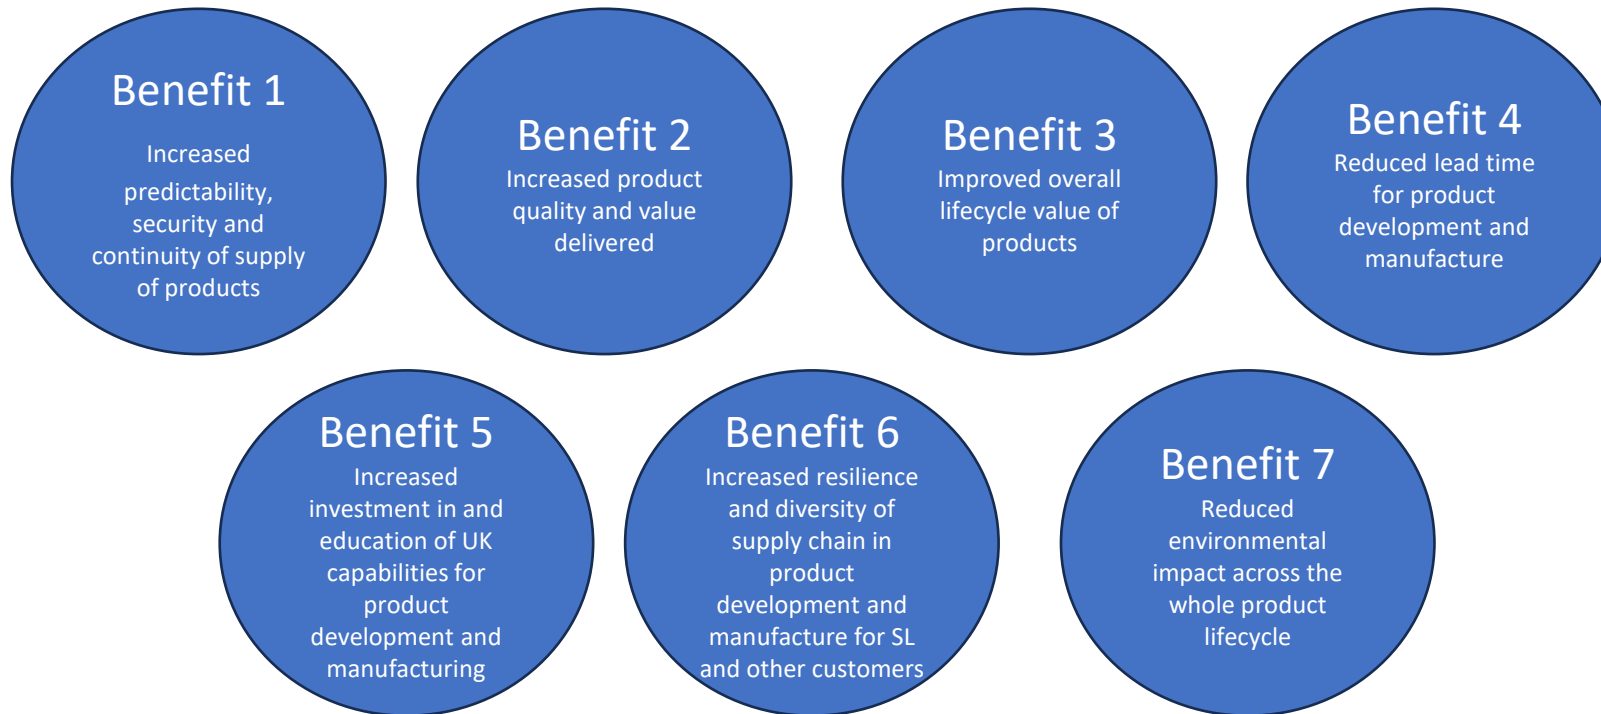 Benefit 1
Increased
predictability,
security and
continuity of supply
of products
Benefit 2
Increased product
quality and value
delivered
Benefit 3
Improved overall
lifecycle value of
products
Benefit 4
Reduced lead time
for product
development and
manufacture
Benefit 5
Increased
investment in and
education of UK
capabilities for
product
development and
manufacturing
Benefit 6
Increased resilience
and diversity of
supply chain in
product
development and
manufacture for SL
and other customers
Benefit 7
Reduced
environmental
impact across the
whole product
lifecycle